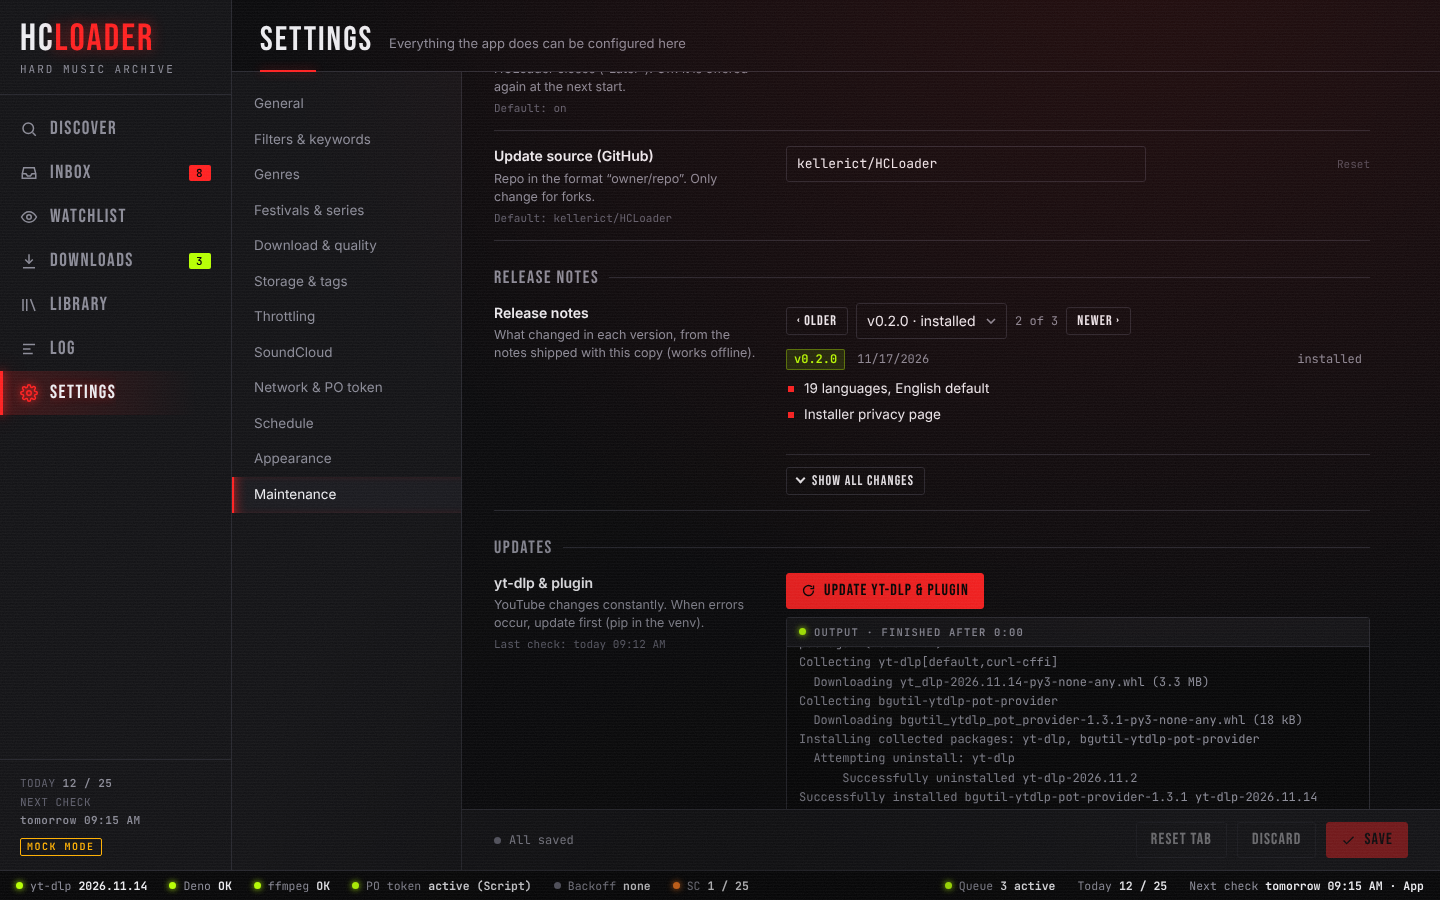 HCLOADER
HARD MUSIC ARCHIVE
DISCOVER
INBOX
8
WATCHLIST
DOWNLOADS
3
LIBRARY
LOG
SETTINGS
TODAY 12 / 25
NEXT CHECK
tomorrow 09:15 AM
MOCK MODE
SETTINGS
Everything the app does can be configured here
General
Filters & keywords
Genres
Festivals & series
Download & quality
Storage & tags
Throttling
SoundCloud
Network & PO token
Schedule
Appearance
Maintenance
again at the next start.
Default: on
Update source (GitHub)
Repo in the format “owner/repo”. Only
change for forks.
Default: kellerict/HCLoader
kellerict/HCLoader
Reset
RELEASE NOTES
Release notes
What changed in each version, from the
notes shipped with this copy (works offline).
‹ OLDER
v0.2.0 · installed
2 of 3
NEWER ›
v0.2.0
11/17/2026
installed
19 languages, English default
Installer privacy page
SHOW ALL CHANGES
UPDATES
yt-dlp & plugin
YouTube changes constantly. When errors
occur, update first (pip in the venv).
Last check: today 09:12 AM
UPDATE YT-DLP & PLUGIN
OUTPUT · FINISHED AFTER 0:00
Collecting yt-dlp[default,curl-cffi]
Downloading yt_dlp-2026.11.14-py3-none-any.whl (3.3 MB)
Collecting bgutil-ytdlp-pot-provider
Downloading bgutil_ytdlp_pot_provider-1.3.1-py3-none-any.whl (18 kB)
Installing collected packages: yt-dlp, bgutil-ytdlp-pot-provider
Attempting uninstall: yt-dlp
Successfully uninstalled yt-dlp-2026.11.2
Successfully installed bgutil-ytdlp-pot-provider-1.3.1 yt-dlp-2026.11.14
All saved
RESET TAB
DISCARD
SAVE
yt-dlp 2026.11.14
Deno OK
ffmpeg OK
PO token active (Script)
Backoff none
SC 1 / 25
Queue 3 active
Today 12 / 25
Next check tomorrow 09:15 AM · App